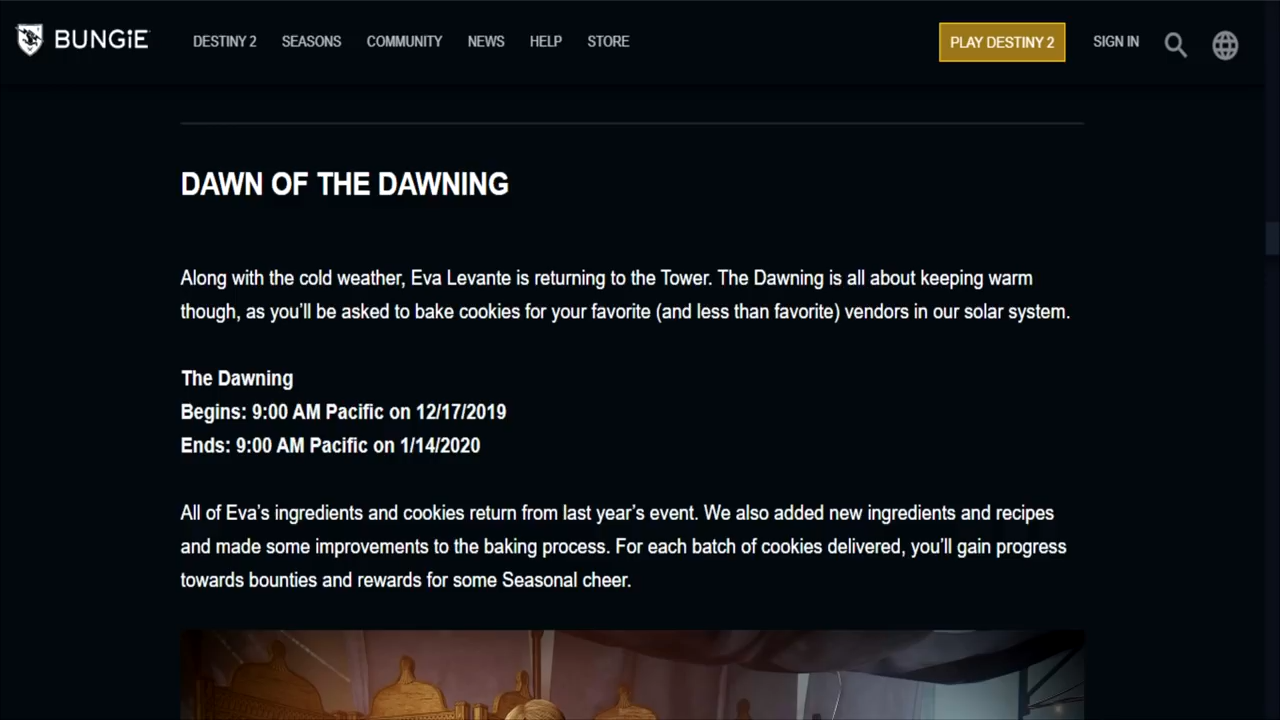 BUNGiE DESTINY 2 SEASONS COMMUNITY NEWS HELP STORE PLAY DESTINY 2 SIGN IN
DAWN OF THE DAWNING
Along with the cold weather, Eva Levante is returning to the Tower. The Dawning is all about keeping warm
though, as you’ll be asked to bake cookies for your favorite (and less than favorite) vendors in our solar system.
The Dawning
Begins: 9:00 AM Pacific on 12/17/2019
Ends: 9:00 AM Pacific on 1/14/2020
All of Eva’s ingredients and cookies return from last year’s event. We also added new ingredients and recipes
and made some improvements to the baking process. For each batch of cookies delivered, you’ll gain progress
towards bounties and rewards for some Seasonal cheer.